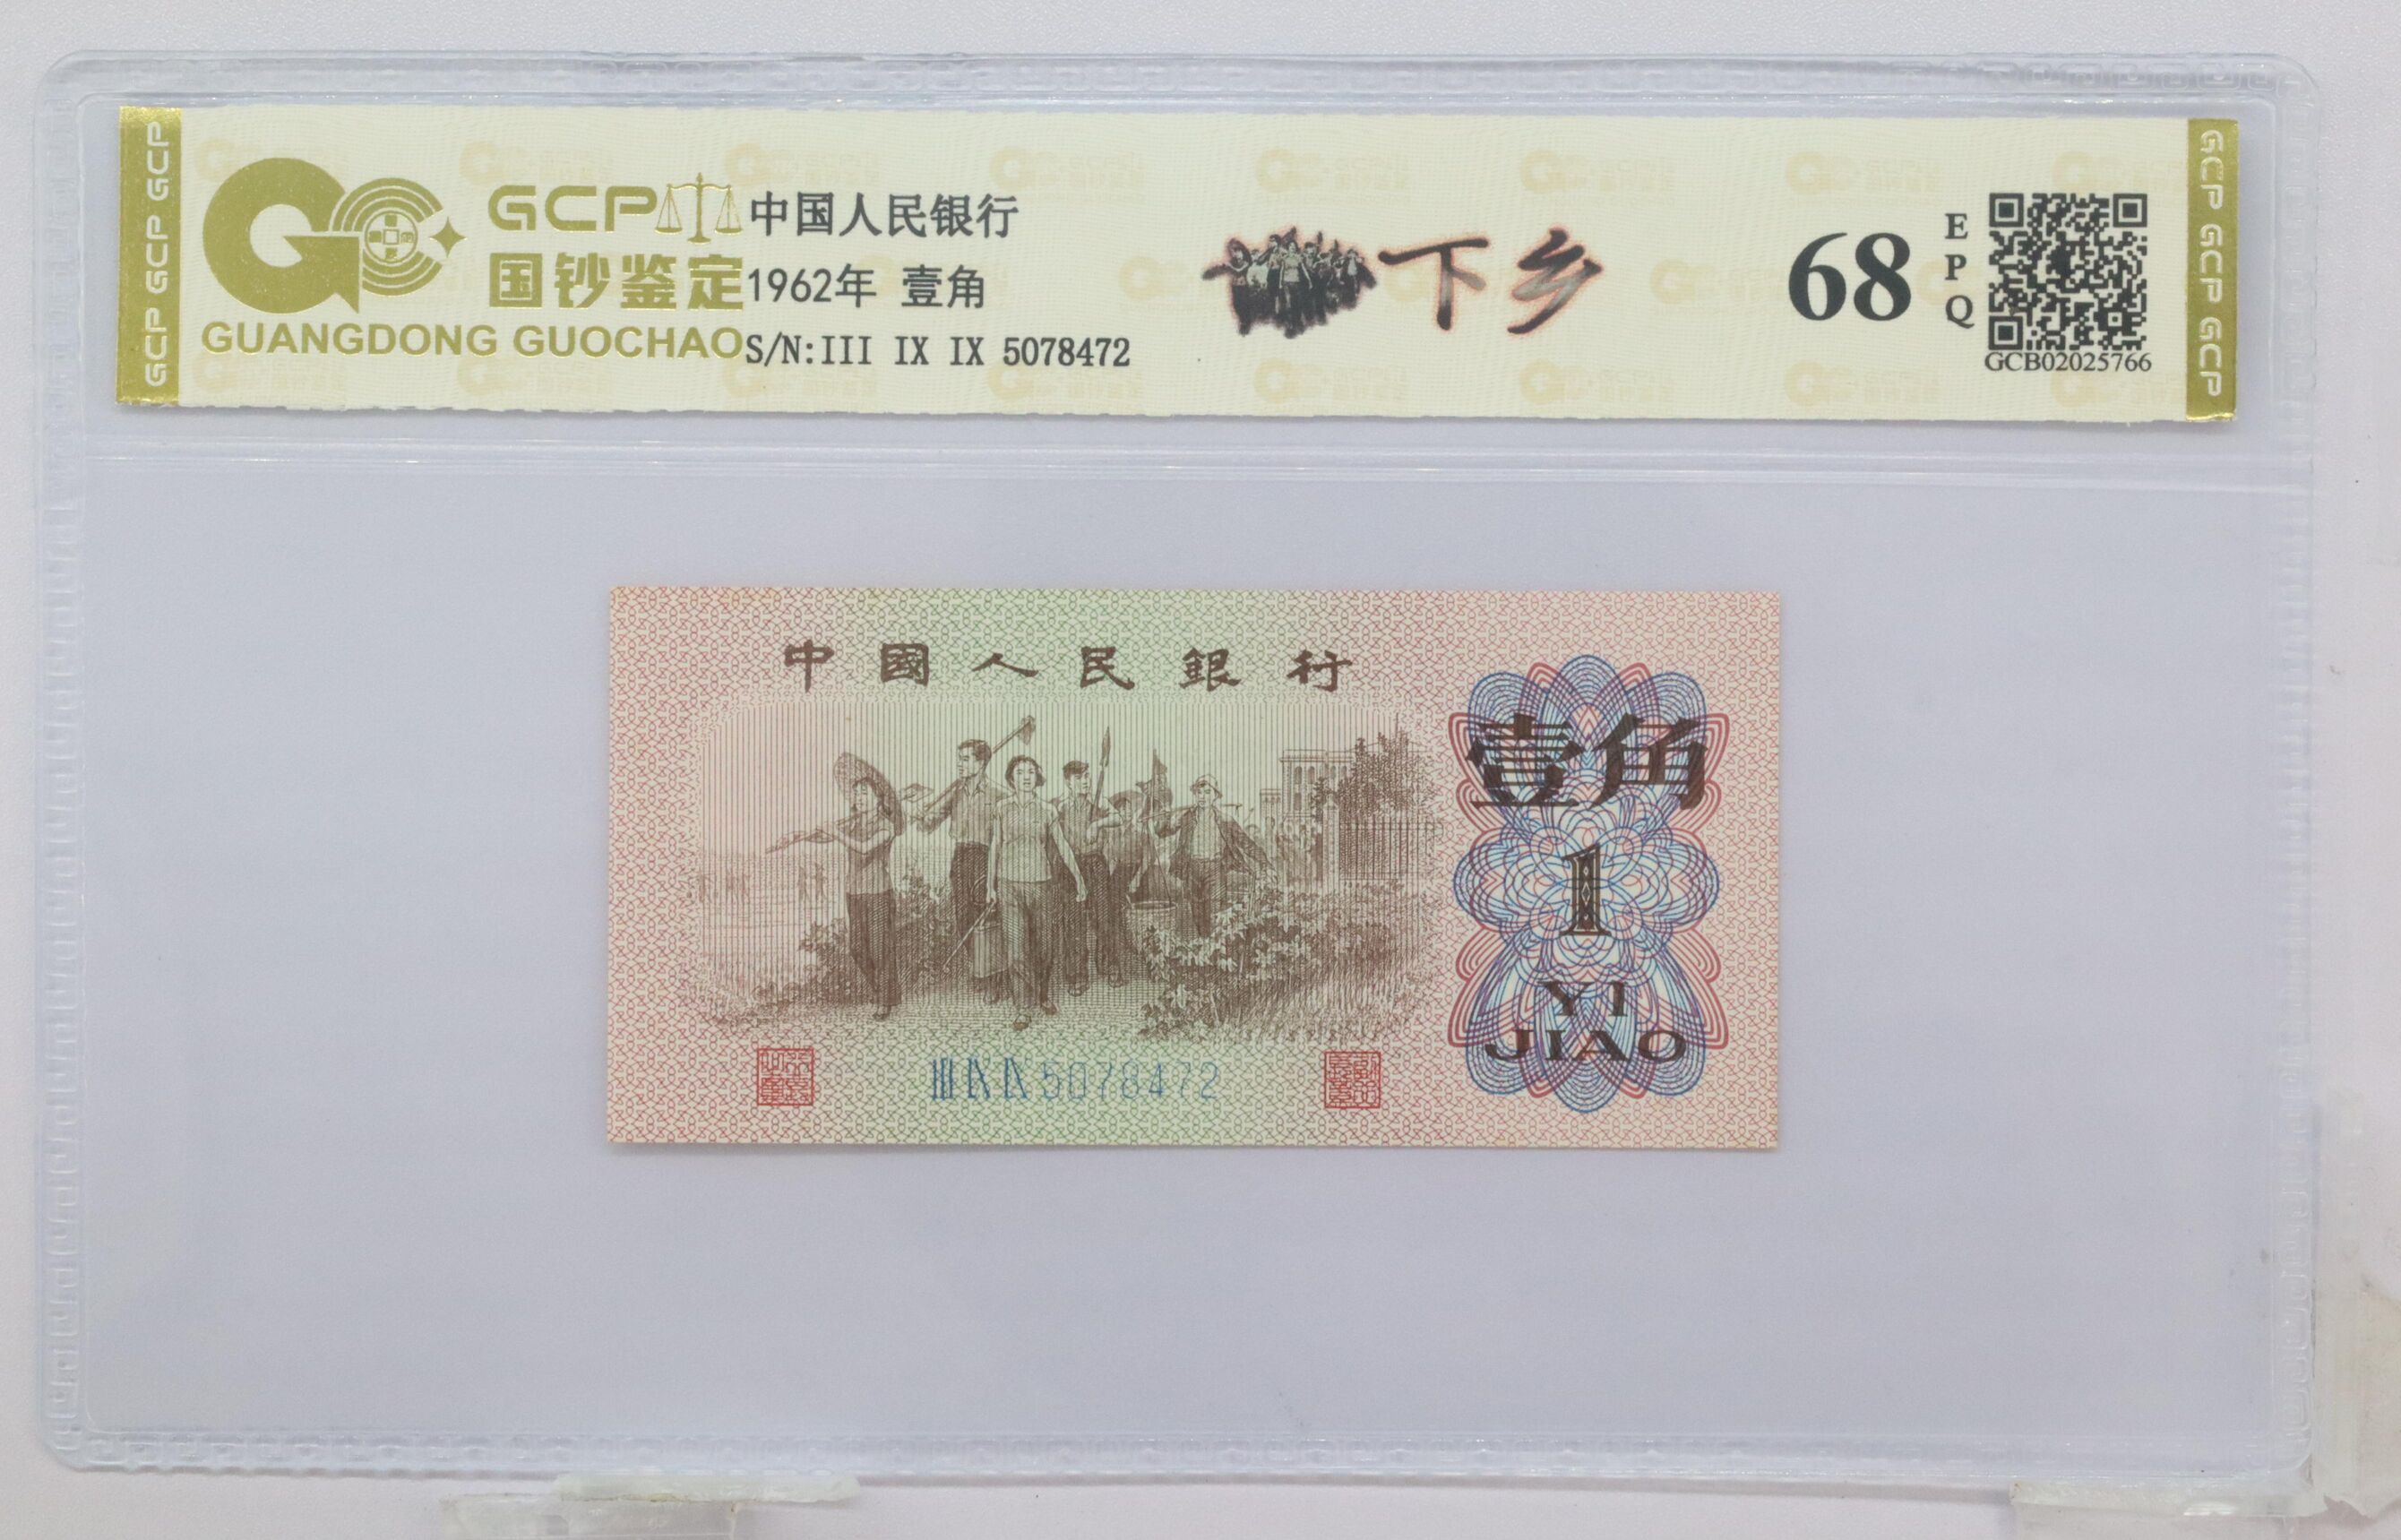 GCP GCP GCP
GCP
国钞鉴定
GUANGDONG GUOCHAO
中国人民银行
1962年 壹角
S/N:III IX IX 5078472
下乡
68
EPQ
GCB02025766
GCP GCP GCP
中國人民銀行
壹角
1
YI
JIAO
III IX IX 5078472